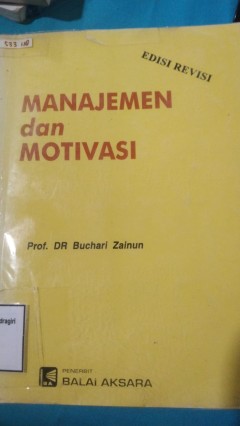 EDISI REVISI
MANAJEMEN
dan
MOTIVASI
Prof. DR Buchari Zainun
PENERBIT
BALAI AKSARA